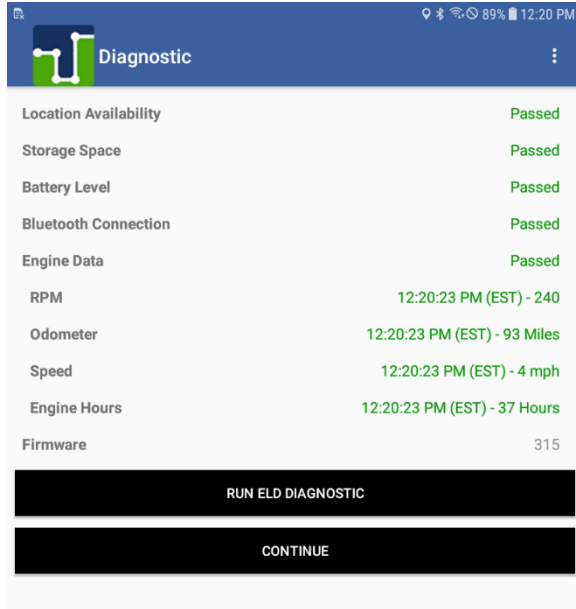 89% 12:20 PM
Diagnostic
Location Availability Passed
Storage Space Passed
Battery Level Passed
Bluetooth Connection Passed
Engine Data Passed
RPM 12:20:23 PM (EST) - 240
Odometer 12:20:23 PM (EST) - 93 Miles
Speed 12:20:23 PM (EST) - 4 mph
Engine Hours 12:20:23 PM (EST) - 37 Hours
Firmware 315
RUN ELD DIAGNOSTIC
CONTINUE